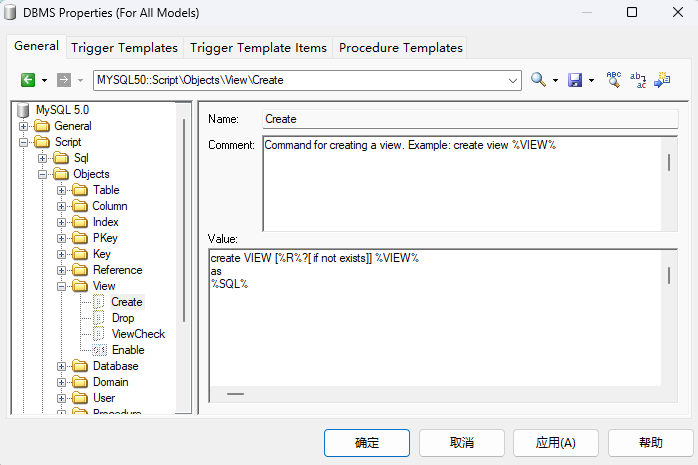 DBMS Properties (For All Models)
General Trigger Templates Trigger Template Items Procedure Templates
MYSQL50::Script\Objects\View\Create
MySQL 5.0
General
Script
Sql
Objects
Table
Column
Index
PKey
Key
Reference
View
Create
Drop
ViewCheck
Enable
Database
Domain
User
Procedure
Name: Create
Comment: Command for creating a view. Example: create view %VIEW%
Value:
create VIEW [%R%?[ if not exists]] %VIEW%
as
%SQL%
确定 取消 应用(A) 帮助